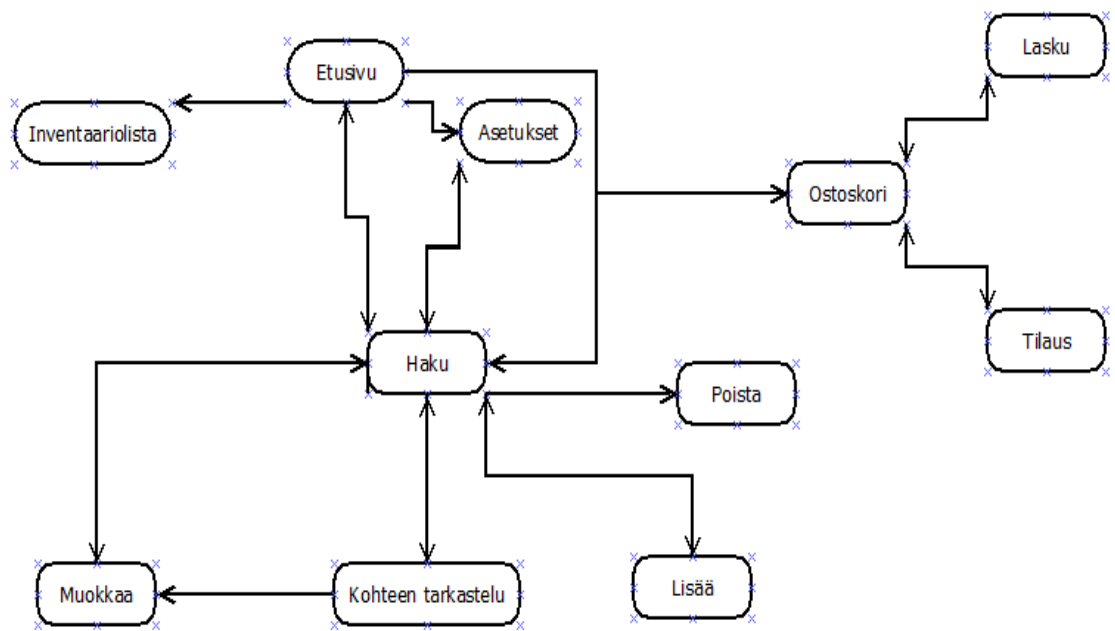 Lasku
Etusivu
Inventaariolista
Asetukset
Ostoskori
Tilaus
Haku
Poista
Muokkaa
Kohteen tarkastelu
Lisää